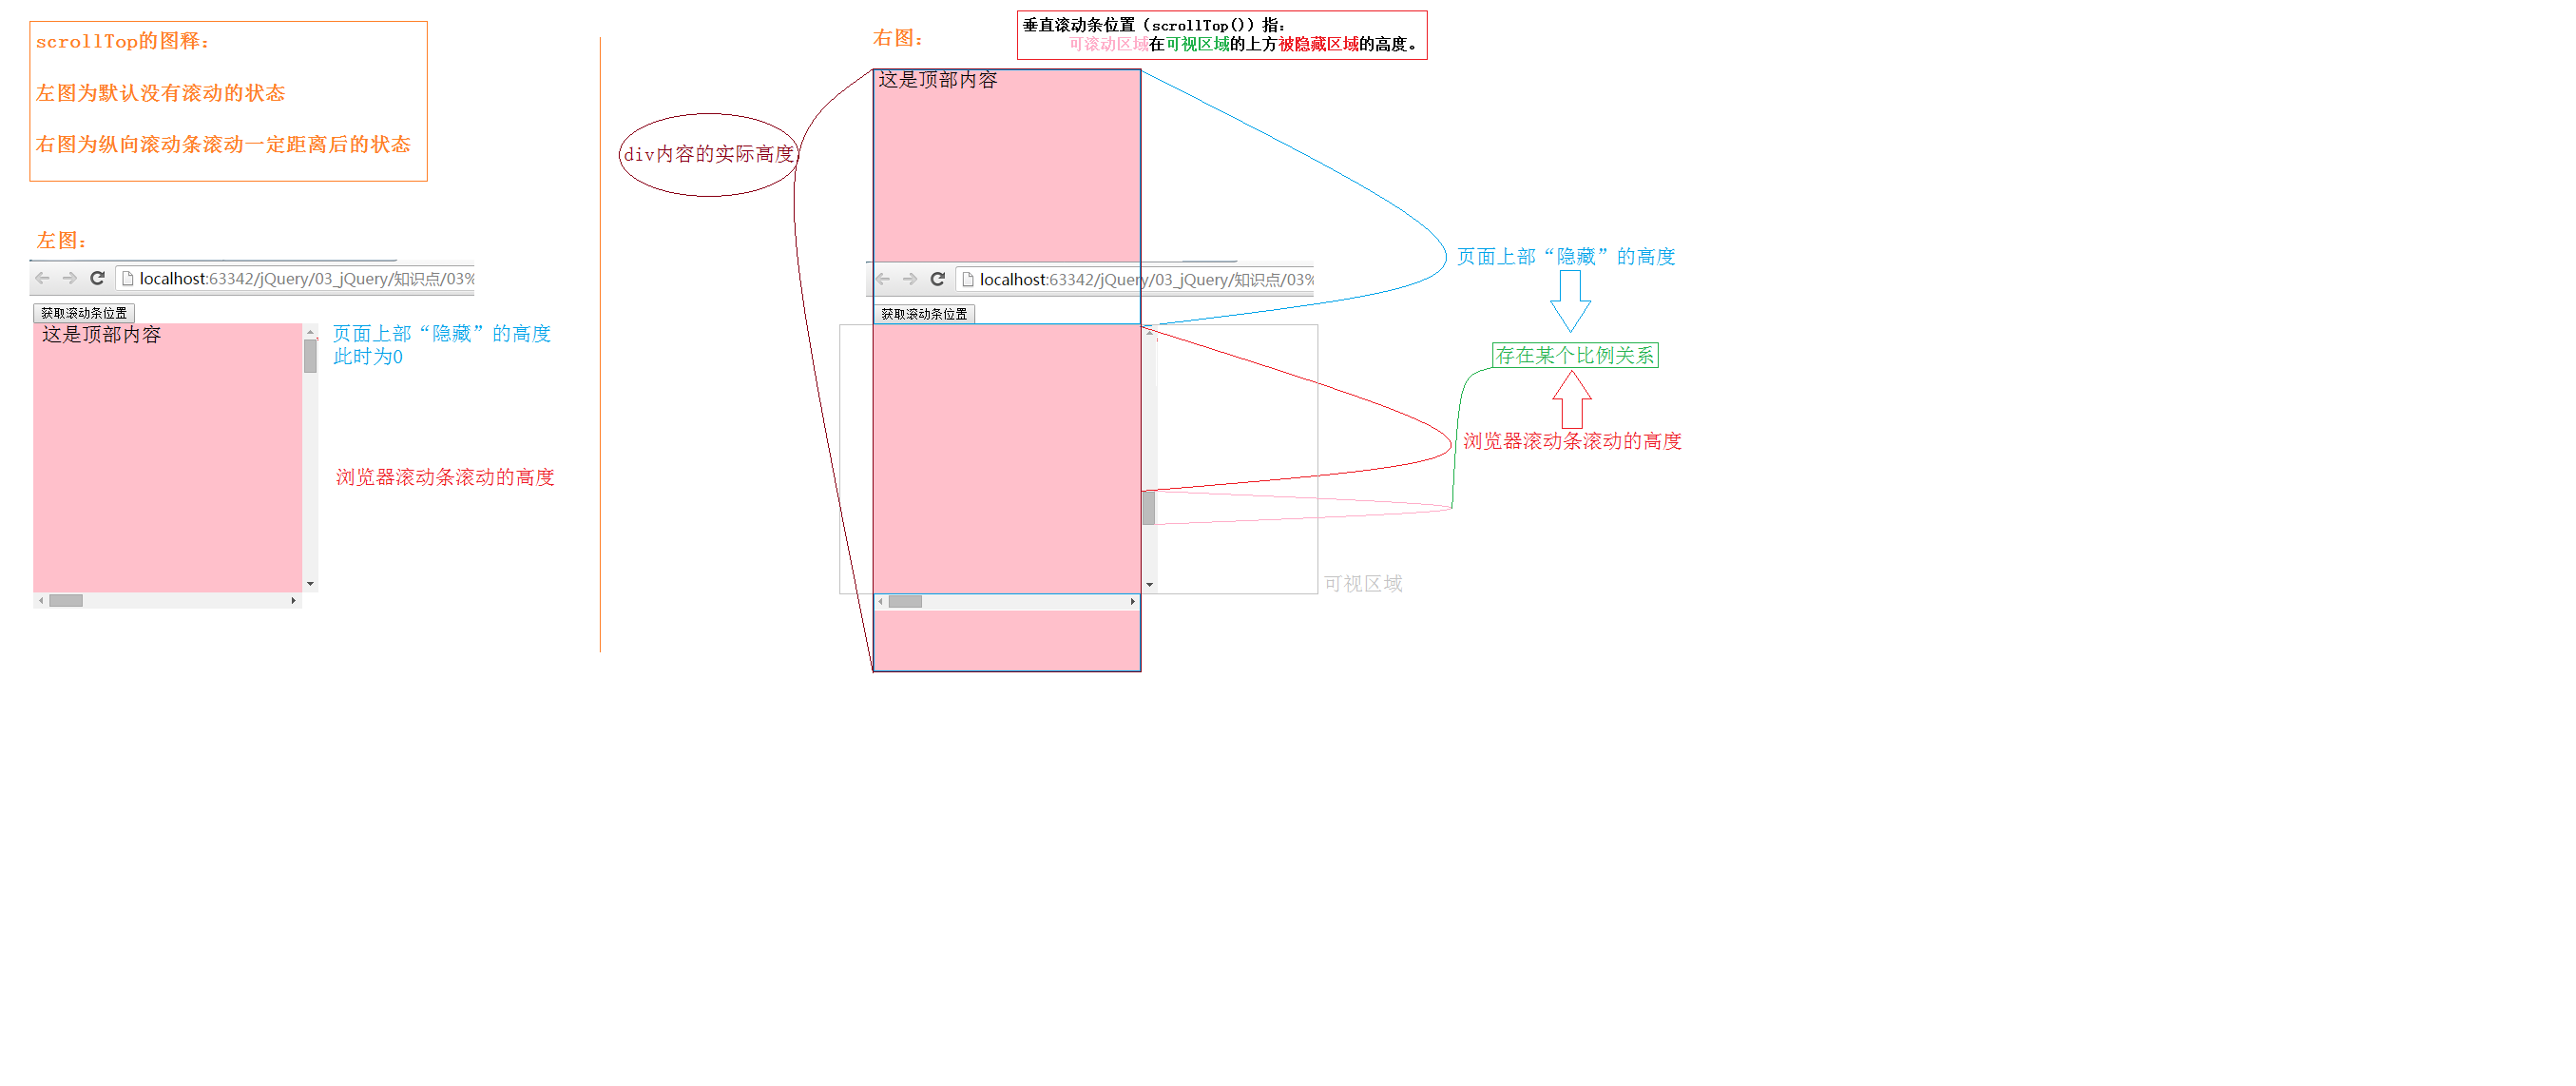 scrollTop的图释：
左图为默认没有滚动的状态
右图为纵向滚动条滚动一定距离后的状态
左图：
localhost:63342/jQuery/03_jQuery/知识点/03%
获取滚动条位置
这是顶部内容
页面上部“隐藏”的高度
此时为0
浏览器滚动条滚动的高度
右图：
垂直滚动条位置（scrollTop()）指：
可滚动区域在可视区域的上方被隐藏区域的高度。
这是顶部内容
div内容的实际高度
localhost:63342/jQuery/03_jQuery/知识点/03%
获取滚动条位置
页面上部“隐藏”的高度
存在某个比例关系
浏览器滚动条滚动的高度
可视区域